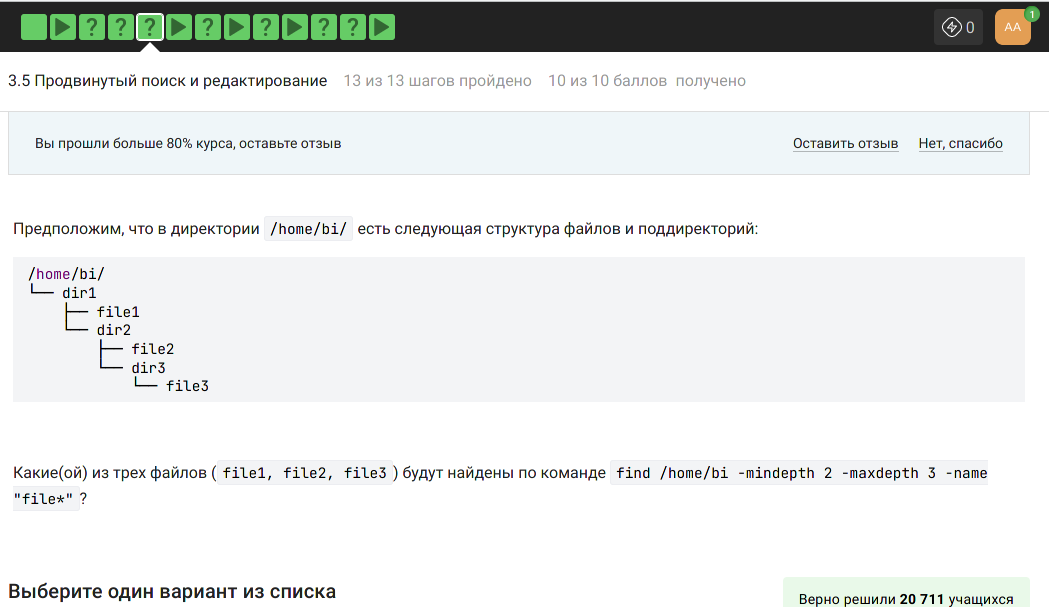 ? ? ? ? ? ? ?
0
AA
1
3.5 Продвинутый поиск и редактирование 13 из 13 шагов пройдено 10 из 10 баллов получено
Вы прошли больше 80% курса, оставьте отзыв Оставить отзыв Нет, спасибо
Предположим, что в директории /home/bi/ есть следующая структура файлов и поддиректорий:
/home/bi/
└── dir1
    ├── file1
    └── dir2
        ├── file2
        └── dir3
            └── file3
Какие(ой) из трех файлов ( file1, file2, file3 ) будут найдены по команде find /home/bi -mindepth 2 -maxdepth 3 -name
"file*" ?
Выберите один вариант из списка
Верно решили 20 711 учащихся